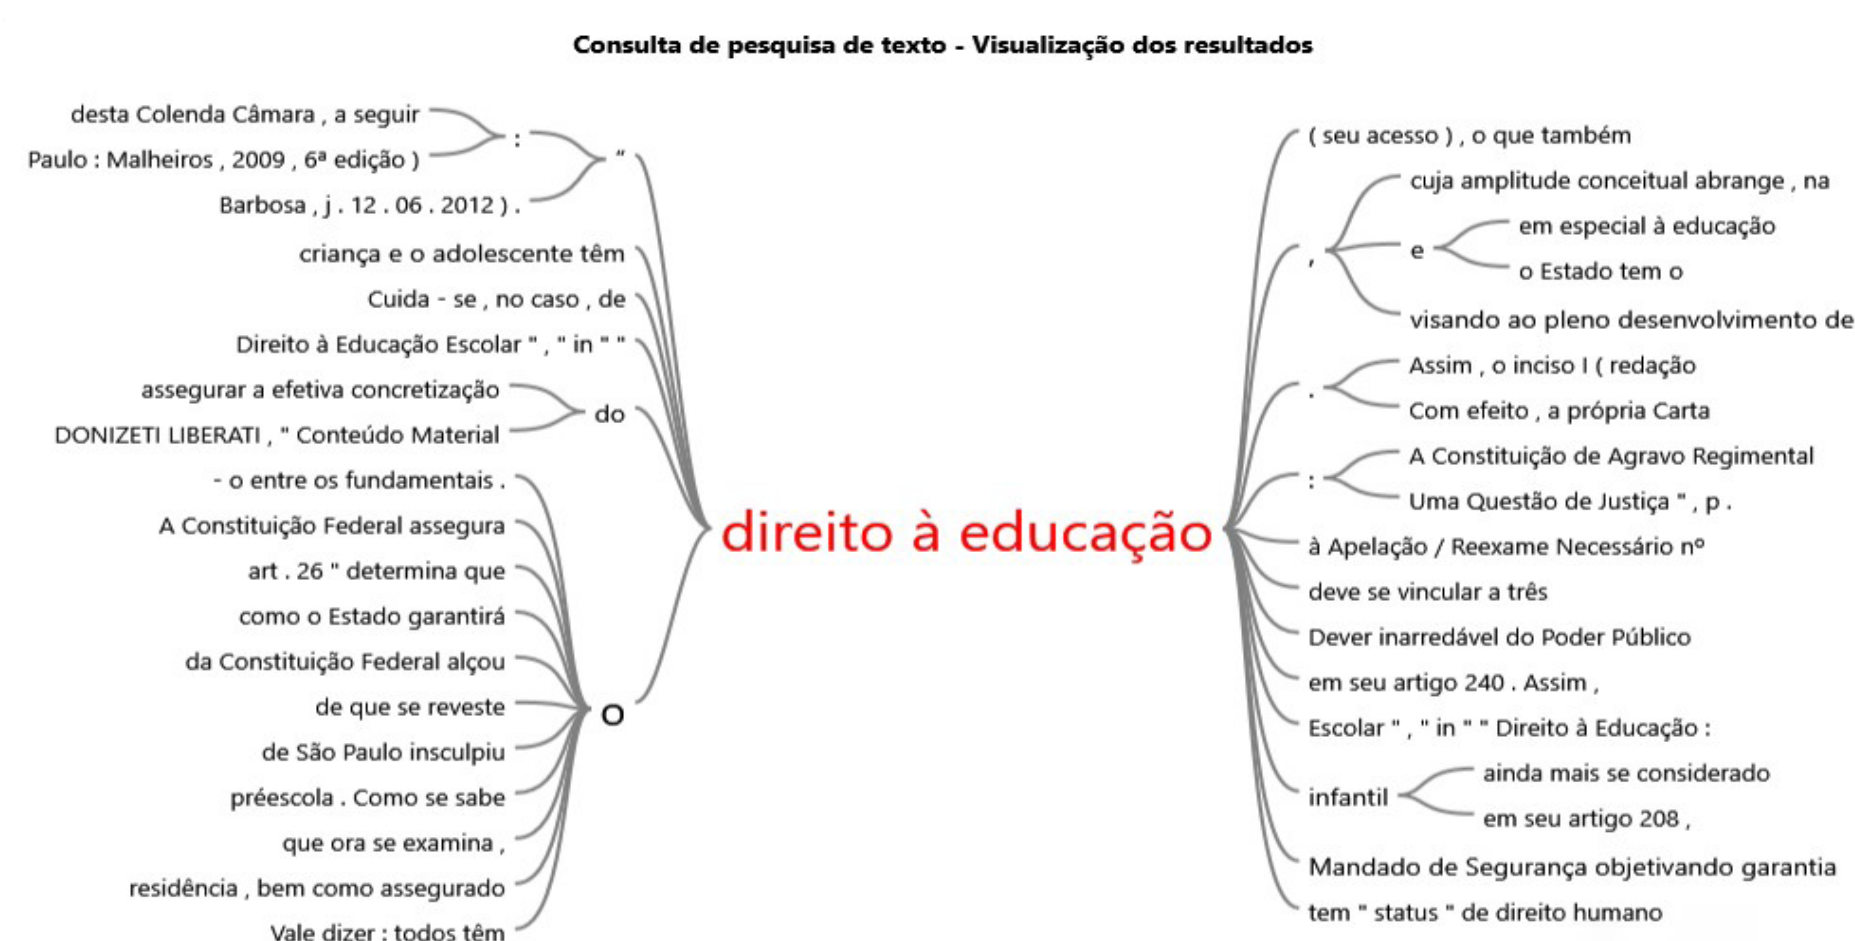 Consulta de pesquisa de texto - Visualização dos resultados
desta Colenda Câmara , a seguir
Paulo : Malheiros , 2009 , 6ª edição )
:
Barbosa , j . 12 . 06 . 2012 ) .
“
criança e o adolescente têm
Cuida - se , no caso , de
Direito à Educação Escolar " , " in " "
assegurar a efetiva concretização
DONIZETI LIBERATI , " Conteúdo Material
do
- o entre os fundamentais .
A Constituição Federal assegura
art . 26 " determina que
como o Estado garantirá
da Constituição Federal alçou
de que se reveste
de São Paulo insculpiu
préescola . Como se sabe
que ora se examina ,
residência , bem como assegurado
Vale dizer : todos têm
O
direito à educação
( seu acesso ) , o que também
,
cuja amplitude conceitual abrange , na
e
em especial à educação
o Estado tem o
visando ao pleno desenvolvimento de
.
Assim , o inciso I ( redação
Com efeito , a própria Carta
:
A Constituição de Agravo Regimental
Uma Questão de Justiça " , p .
à Apelação / Reexame Necessário nº
deve se vincular a três
Dever inarredável do Poder Público
em seu artigo 240 . Assim ,
Escolar " , " in " " Direito à Educação :
infantil
ainda mais se considerado
em seu artigo 208 ,
Mandado de Segurança objetivando garantia
tem " status " de direito humano